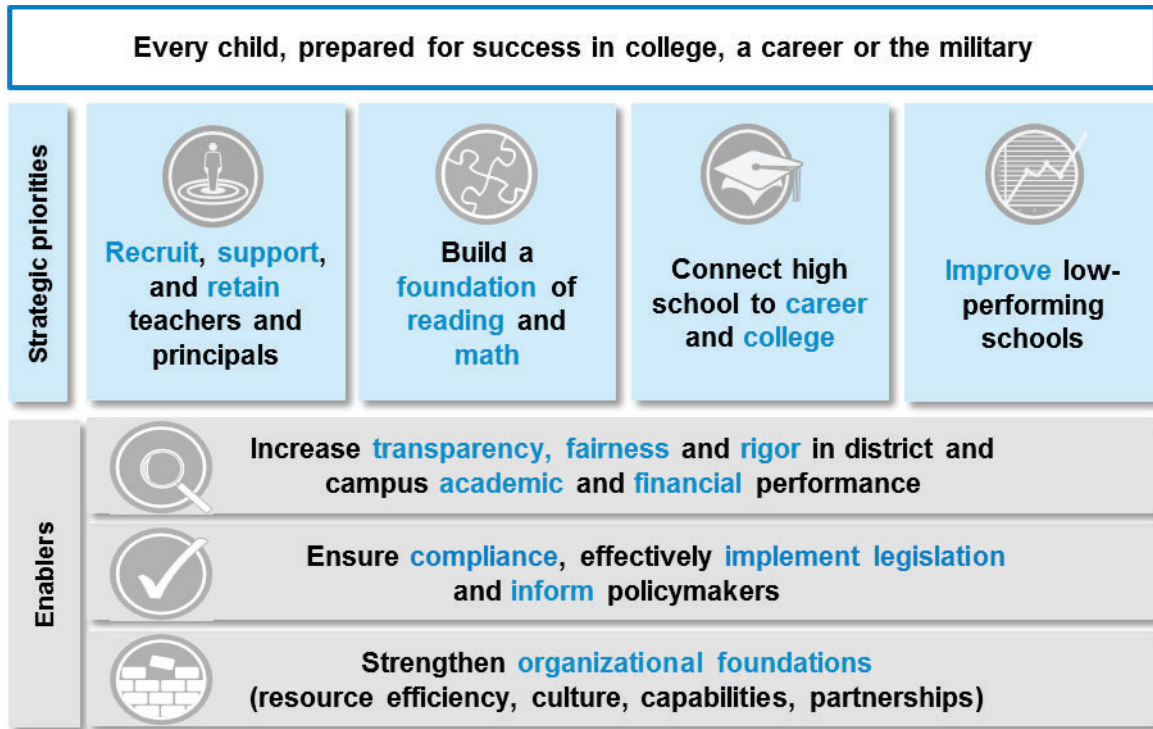 Every child, prepared for success in college, a career or the military
Strategic priorities
Recruit, support,
and retain
teachers and
principals
Build a
foundation of
reading and
math
Connect high
school to career
and college
Improve low-
performing
schools
Enablers
Increase transparency, fairness and rigor in district and
campus academic and financial performance
Ensure compliance, effectively implement legislation
and inform policymakers
Strengthen organizational foundations
(resource efficiency, culture, capabilities, partnerships)